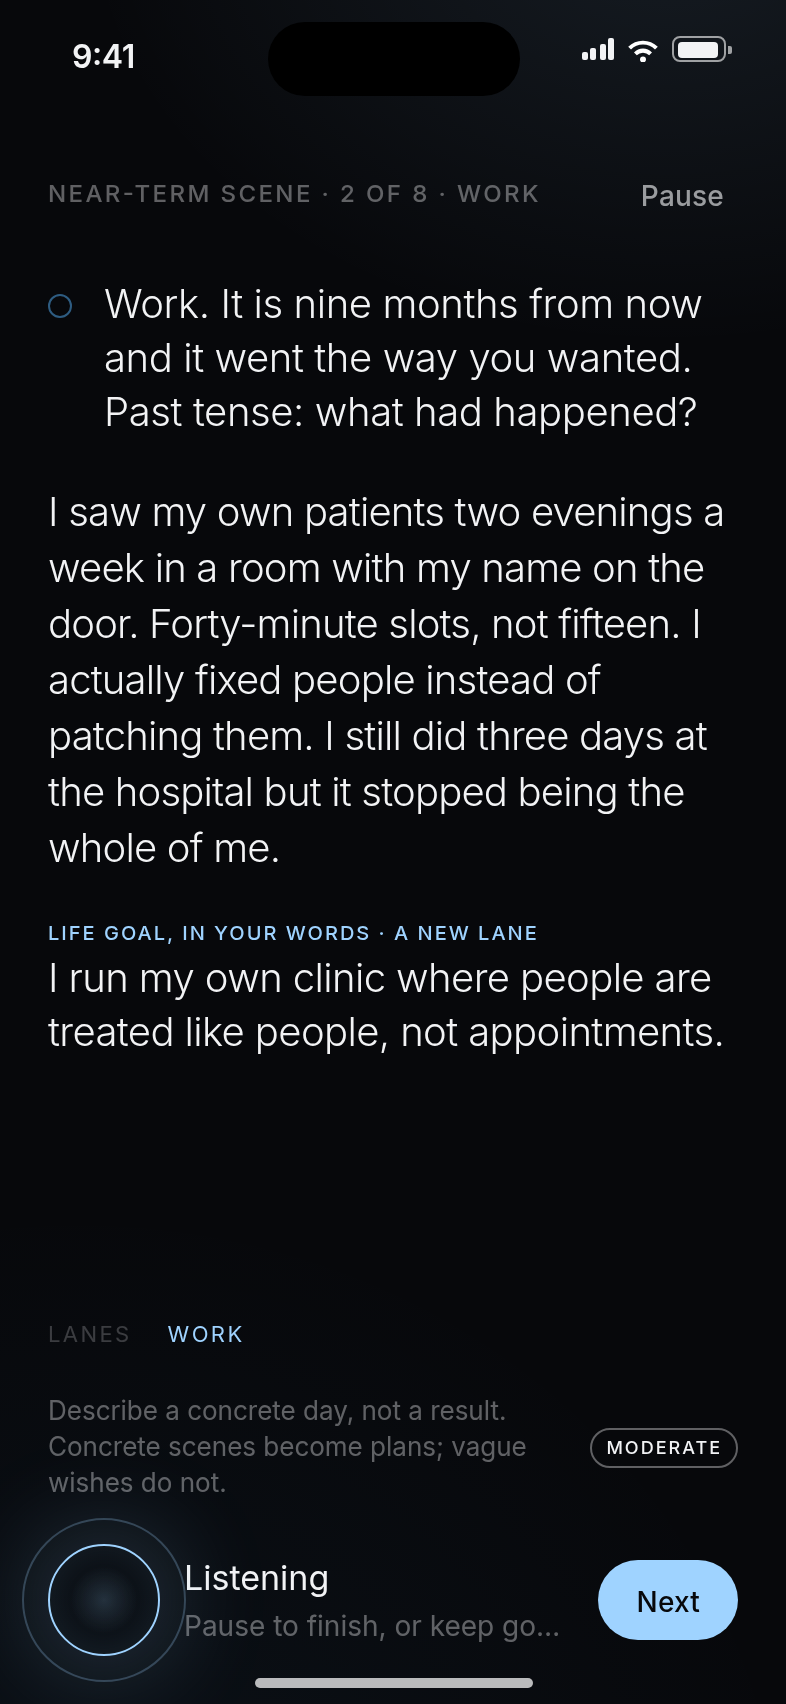 9:41
NEAR-TERM SCENE · 2 OF 8 · WORK
Pause
Work. It is nine months from now
and it went the way you wanted.
Past tense: what had happened?
I saw my own patients two evenings a
week in a room with my name on the
door. Forty-minute slots, not fifteen. I
actually fixed people instead of
patching them. I still did three days at
the hospital but it stopped being the
whole of me.
LIFE GOAL, IN YOUR WORDS · A NEW LANE
I run my own clinic where people are
treated like people, not appointments.
LANES WORK
Describe a concrete day, not a result.
Concrete scenes become plans; vague
wishes do not.
MODERATE
Listening
Pause to finish, or keep go...
Next